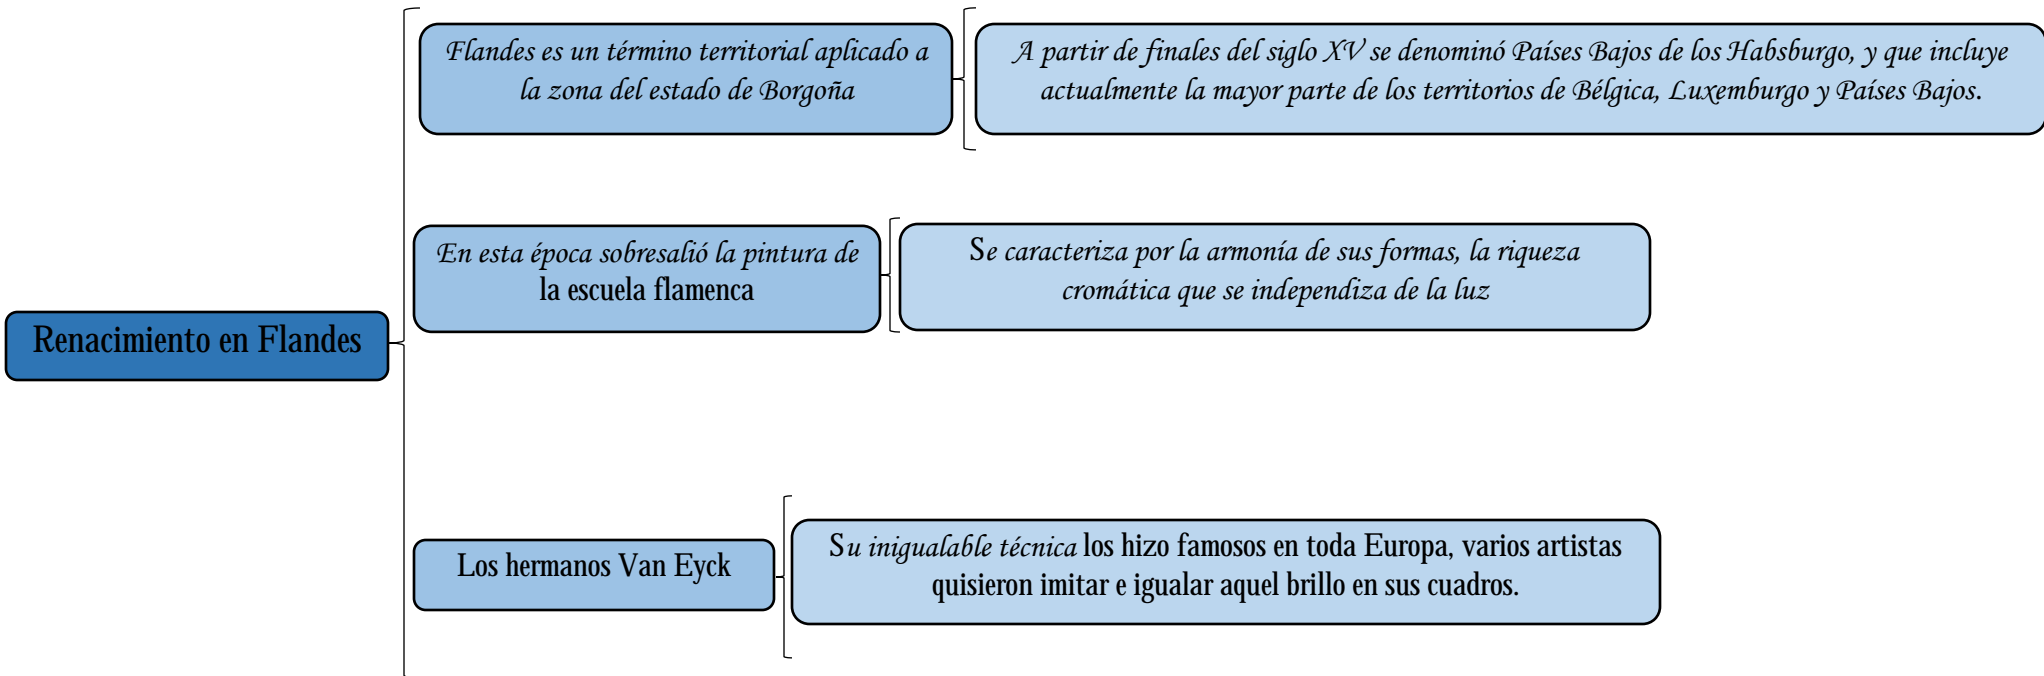 Renacimiento en Flandes
Flandes es un término territorial aplicado a
la zona del estado de Borgoña
A partir de finales del siglo XV se denominó Países Bajos de los Habsburgo, y que incluye
actualmente la mayor parte de los territorios de Bélgica, Luxemburgo y Países Bajos.
En esta época sobresalió la pintura de
la escuela flamenca
Se caracteriza por la armonía de sus formas, la riqueza
cromática que se independiza de la luz
Los hermanos Van Eyck
Su inigualable técnica los hizo famosos en toda Europa, varios artistas
quisieron imitar e igualar aquel brillo en sus cuadros.